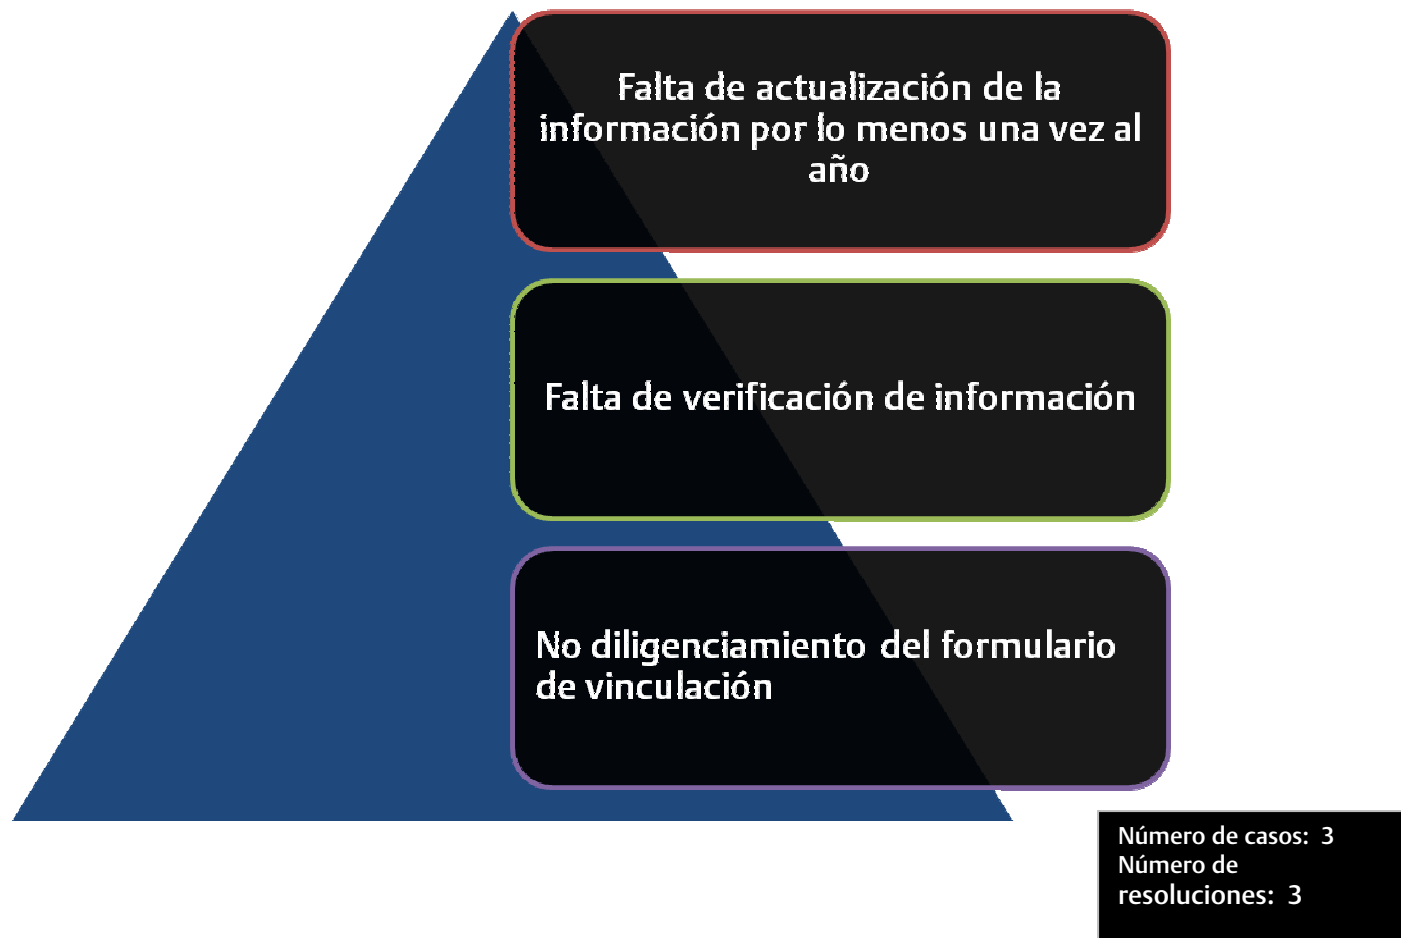 Falta de actualización de la
información por lo menos una vez al
año
Falta de verificación de información
No diligenciamiento del formulario
de vinculación
Número de casos: 3
Número de
resoluciones: 3